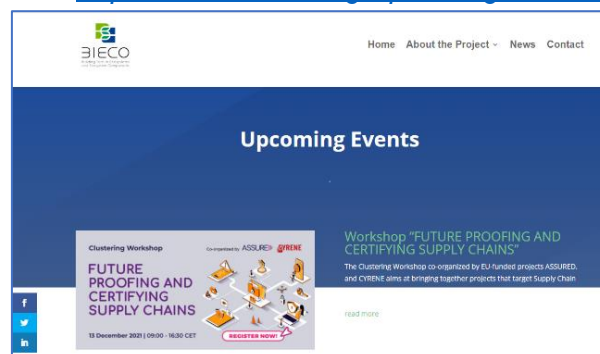 BIECO
Home About the Project News Contact
Upcoming Events
Clustering Workshop
Co-organized by ASSURED CYRENE
FUTURE
PROOFING AND
CERTIFYING
SUPPLY CHAINS
13 December 2021 | 09:00 - 16:30 CET
REGISTER NOW!
Workshop "FUTURE PROOFING AND
CERTIFYING SUPPLY CHAINS"
The Clustering Workshop co-organized by EU-funded projects ASSURED,
and CYRENE aims at bringing together projects that target Supply Chain
read more
f
in